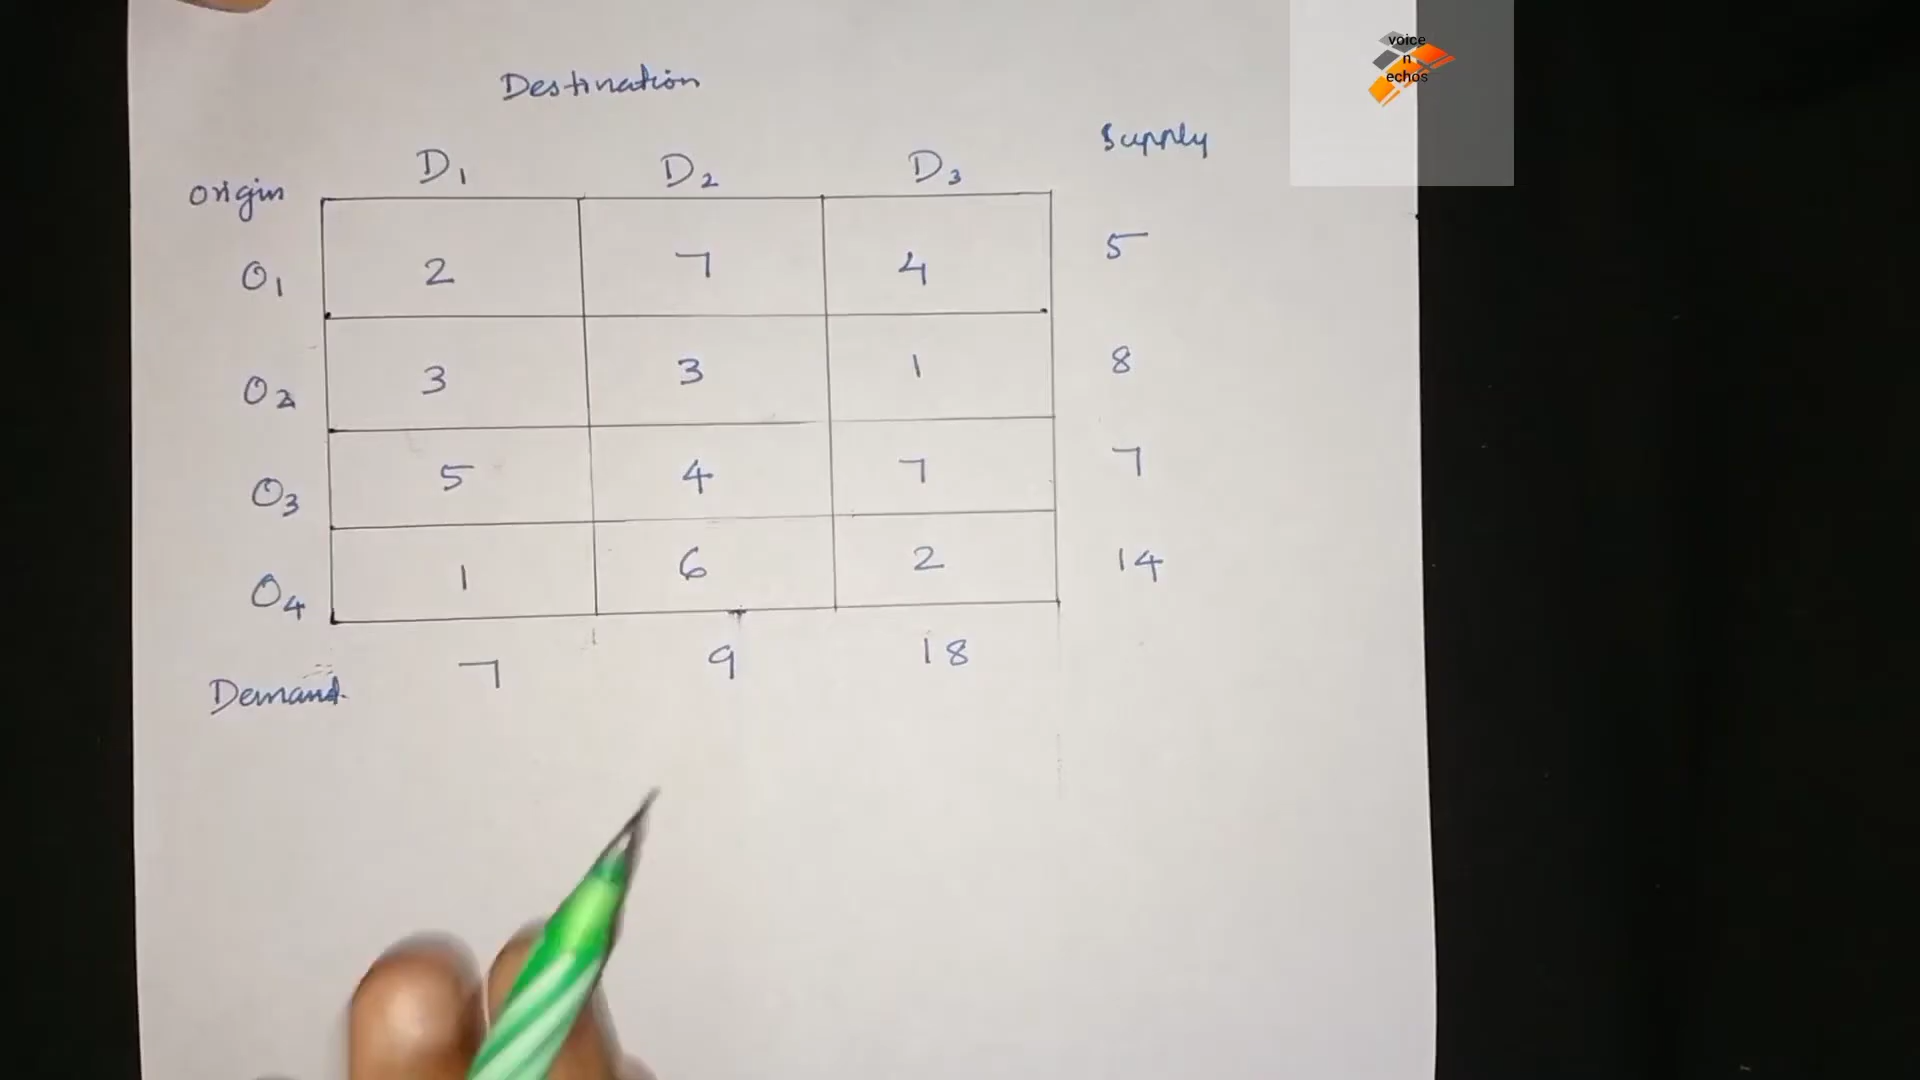 voice
n
echos
Destination
Supply
Origin D1 D2 D3
O1 2 7 4 5
O2 3 3 1 8
O3 5 4 7 7
O4 1 6 2 14
Demand 7 9 18